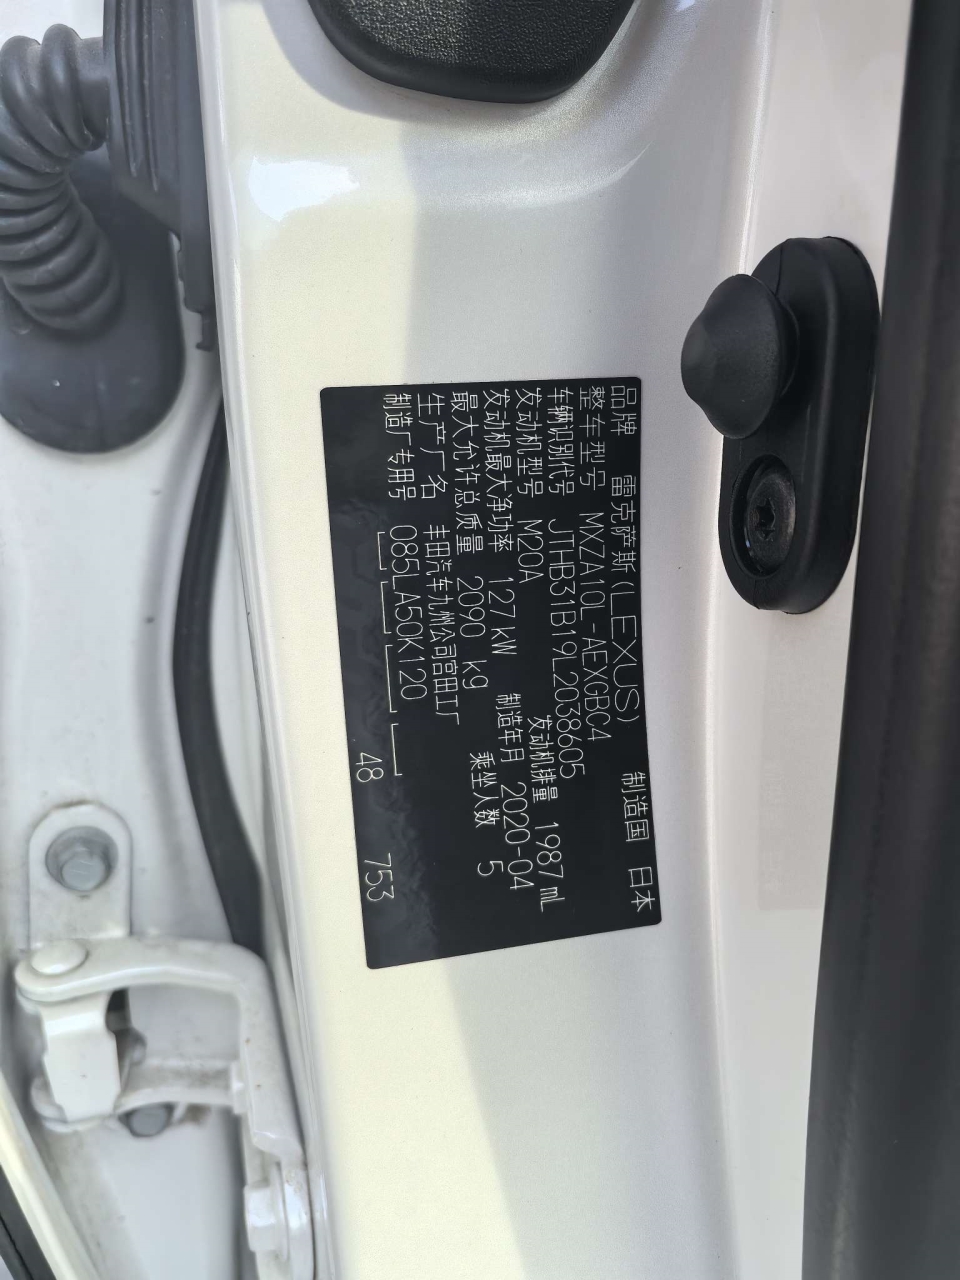 品牌 雷克萨斯(LEXUS) 制造国 日本
整车型号 MXZA10L-AEXGBC4
车辆识别代号 JTHB31B19L2038605
发动机型号 M20A 发动机排量 1987 ml
发动机最大净功率 127 kW 制造年月 2020-04
最大允许总质量 2090 kg 乘坐人数 5
生产厂名 丰田汽车九州公司宫田工厂
制造厂专用号 085LA50K120
48 753